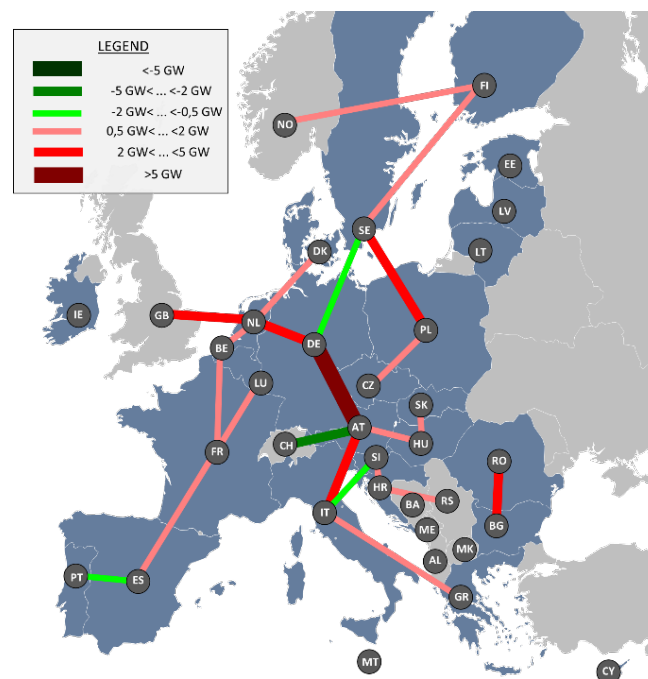 LEGEND
<-5 GW
-5 GW< ... <-2 GW
-2 GW< ... <-0,5 GW
0,5 GW< ... <2 GW
2 GW< ... <5 GW
>5 GW
FI
NO
EE
LV
SE
LT
DK
IE
GB
NL
PL
BE
DE
LU
CZ
SK
AT
CH
HU
FR
SI
RO
HR
RS
BA
IT
BG
ME
MK
AL
PT
ES
GR
MT
CY